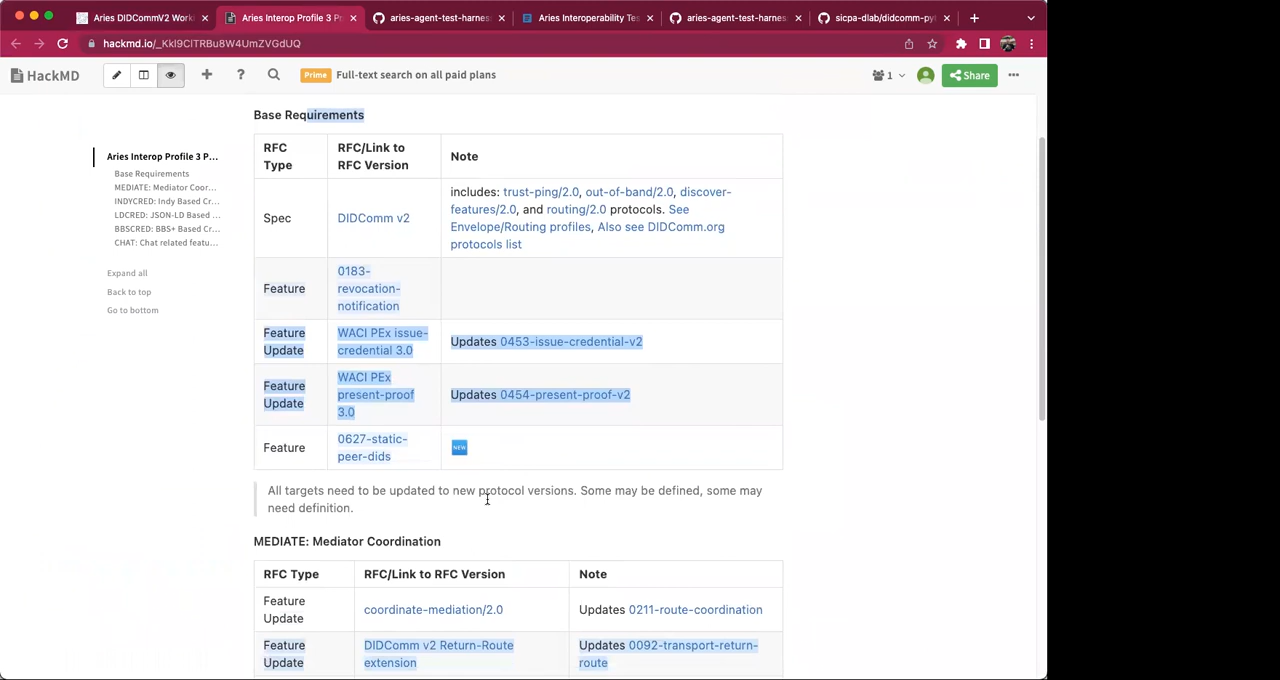 Aries DIDCommV2 Work
Aries Interop Profile 3 P
aries-agent-test-harnes
Aries Interoperability Tes
aries-agent-test-harnes
sicpa-dlab/didcomm-py
hackmd.io/_KkI9ClTRBu8W4UmZVGdUQ
HackMD
Prime
Full-text search on all paid plans
1
Share
Aries Interop Profile 3 P...
Base Requirements
MEDIATE: Mediator Coor...
INDYCRED: Indy Based Cr...
LDCRED: JSON-LD Based ...
BBSCRED: BBS+ Based Cr...
CHAT: Chat related featu...
Expand all
Back to top
Go to bottom
Base Requirements
RFC
Type
RFC/Link to
RFC Version
Note
Spec
DIDComm v2
includes: trust-ping/2.0, out-of-band/2.0, discover-
features/2.0, and routing/2.0 protocols. See
Envelope/Routing profiles, Also see DIDComm.org
protocols list
Feature
0183-
revocation-
notification
Feature
Update
WACI PEx issue-
credential 3.0
Updates 0453-issue-credential-v2
Feature
Update
WACI PEx
present-proof
3.0
Updates 0454-present-proof-v2
Feature
0627-static-
peer-dids
NEW
All targets need to be updated to new protocol versions. Some may be defined, some may
need definition.
MEDIATE: Mediator Coordination
RFC Type
RFC/Link to RFC Version
Note
Feature
Update
coordinate-mediation/2.0
Updates 0211-route-coordination
Feature
Update
DIDComm v2 Return-Route
extension
Updates 0092-transport-return-
route